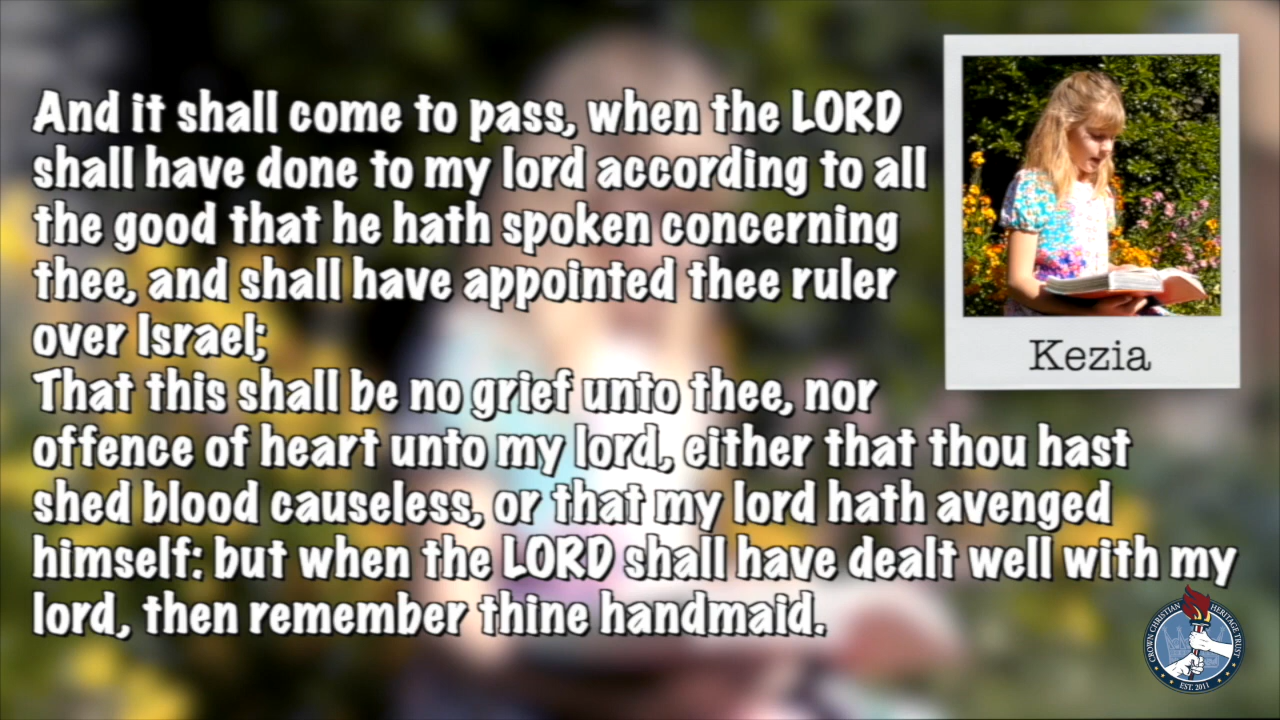 And it shall come to pass, when the LORD
shall have done to my lord according to all
the good that he hath spoken concerning
thee, and shall have appointed thee ruler
over Israel;
That this shall be no grief unto thee, nor
offence of heart unto my lord, either that thou hast
shed blood causeless, or that my lord hath avenged
himself: but when the LORD shall have dealt well with my
lord, then remember thine handmaid.
Kezia
CROWN CHRISTIAN HERITAGE TRUST
EST. 2011